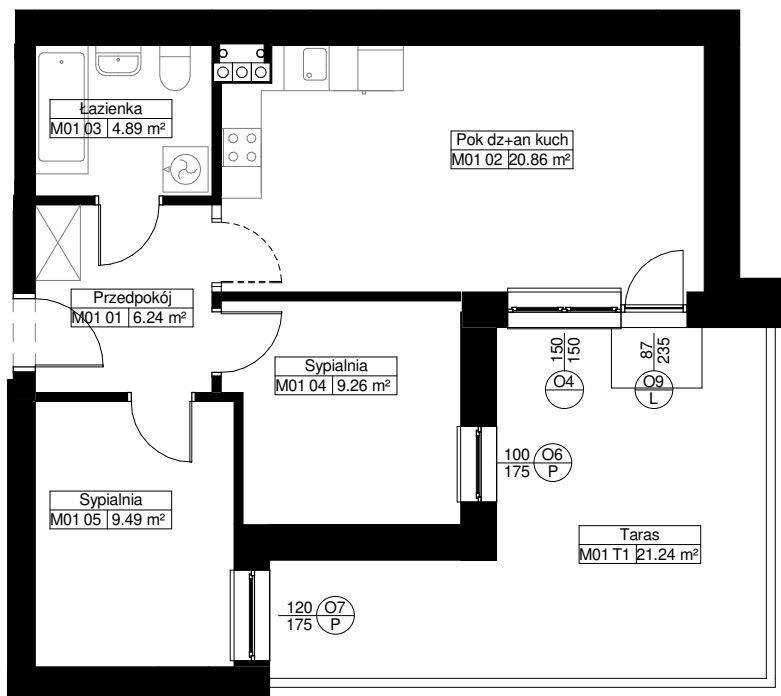 Łazienka
M01 03 4.89 m²
Pok dz+an kuch
M01 02 20.86 m²
Przedpokój
M01 01 6.24 m²
Sypialnia
M01 04 9.26 m²
150
150
O4
87
235
O9
L
100
175
O6
P
Sypialnia
M01 05 9.49 m²
Taras
M01 T1 21.24 m²
120
175
O7
P